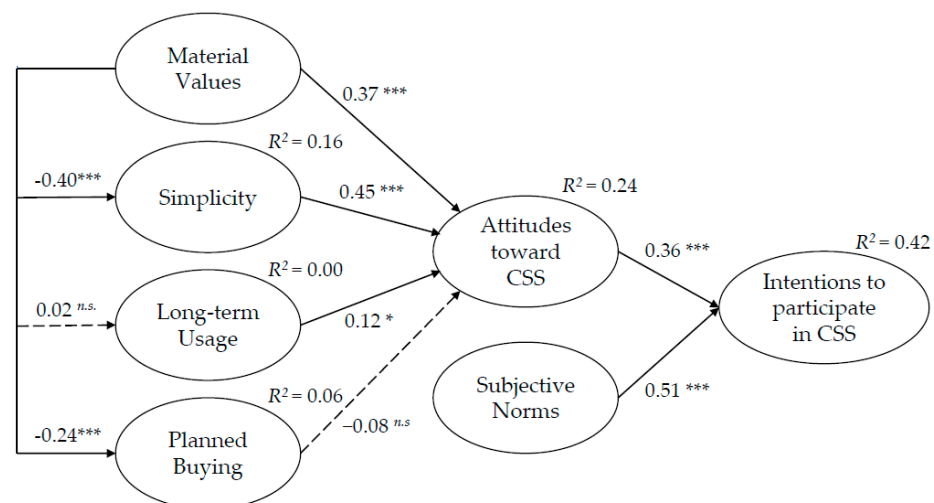 Material
Values
0.37 ***
R² = 0.16
-0.40***
Simplicity
0.45 ***
R² = 0.24
Attitudes
toward
CSS
0.36 ***
R² = 0.42
Intentions to
participate
in CSS
R² = 0.00
0.02 n.s.
Long-term
Usage
0.12 *
Subjective
Norms
0.51 ***
R² = 0.06
−0.08 n.s
-0.24***
Planned
Buying